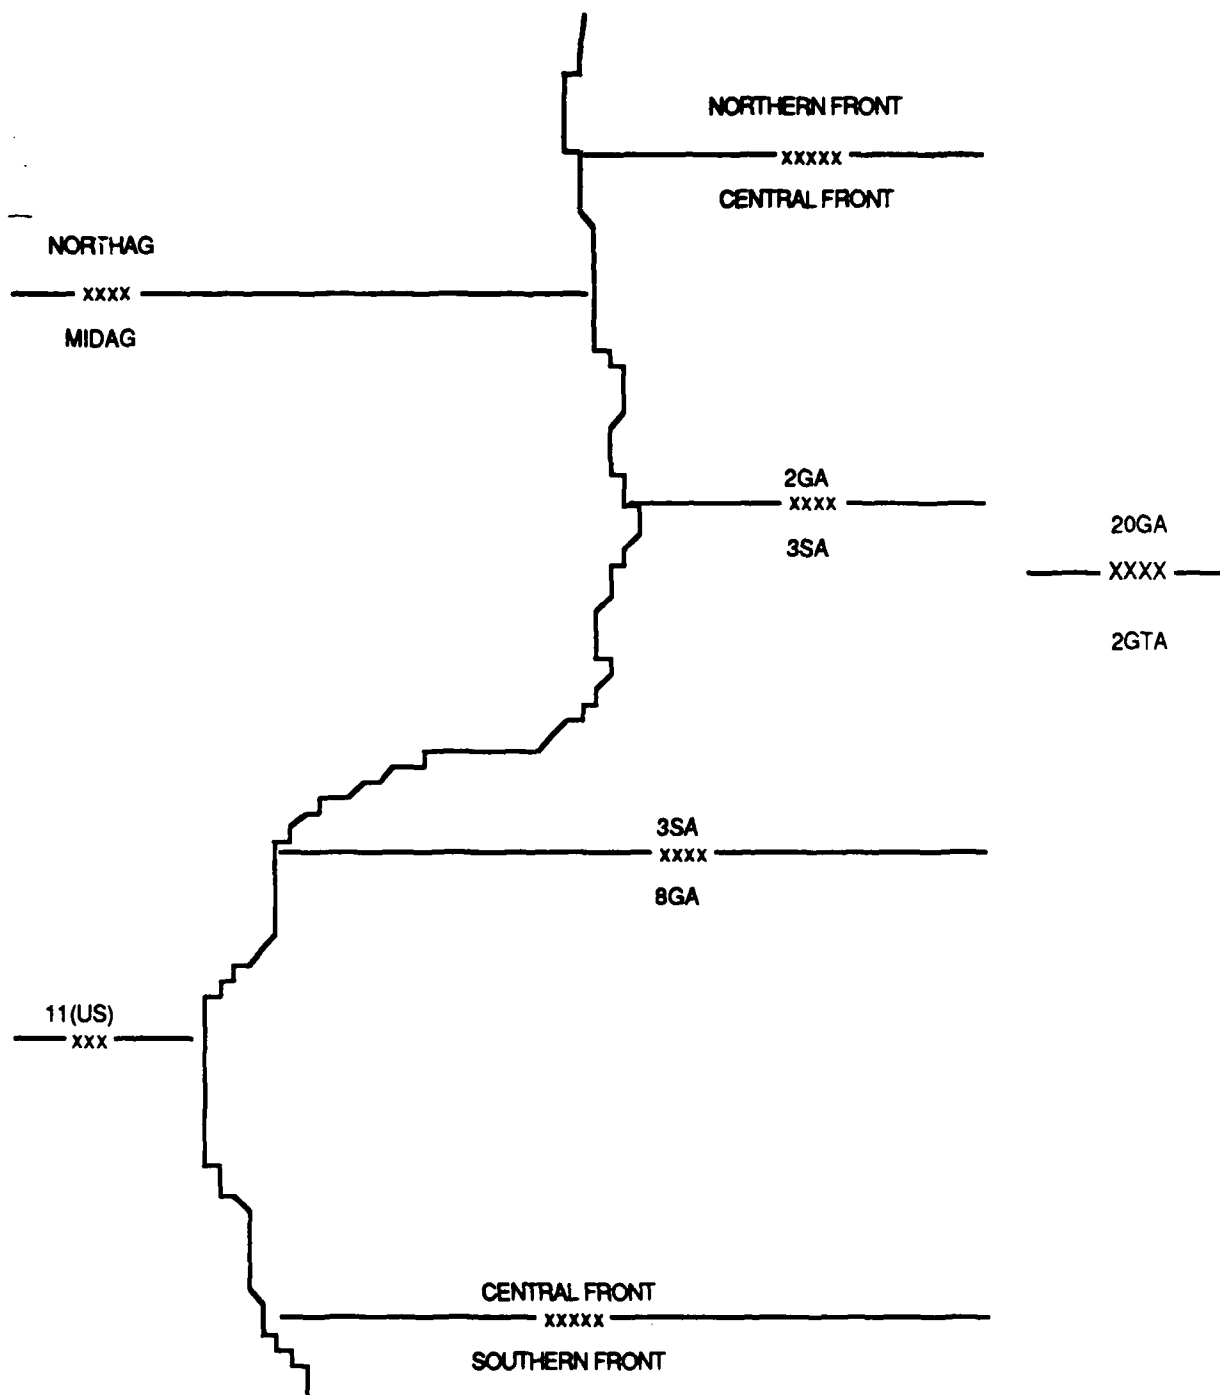 NORTHERN FRONT
XXXXX
CENTRAL FRONT
NORTHAG
XXXX
MIDAG
2GA
XXXX
3SA
20GA
XXXX
2GTA
3SA
XXXX
8GA
11(US)
XXX
CENTRAL FRONT
XXXXX
SOUTHERN FRONT